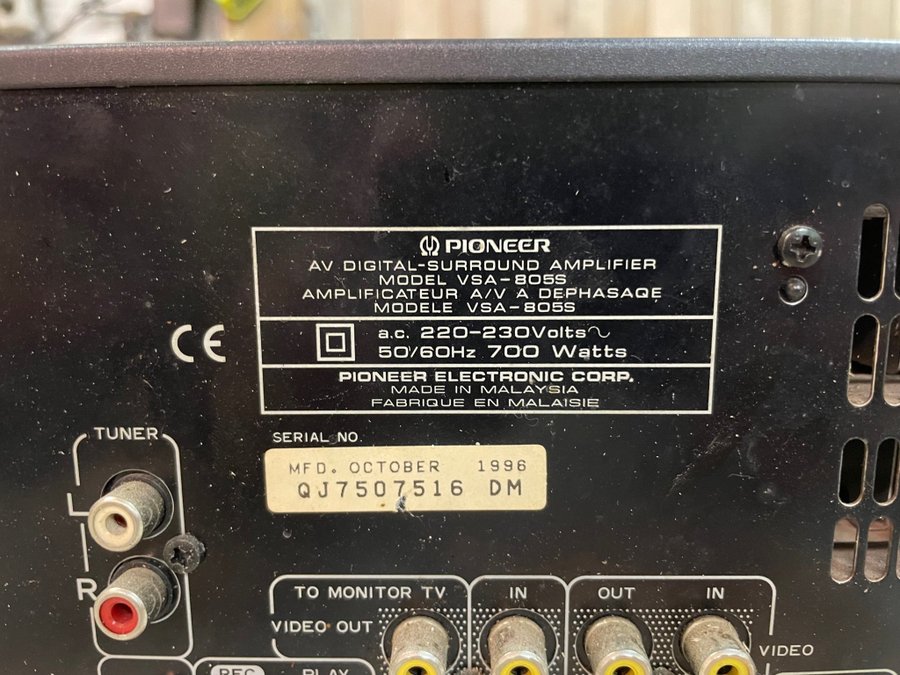 PIONEER
AV DIGITAL-SURROUND AMPLIFIER
MODEL VSA-805S
AMPLIFICATEUR A/V A DEPHASAGE
MODELE VSA-805S
a.c. 220-230Volts~
50/60Hz 700 Watts
PIONEER ELECTRONIC CORP.
MADE IN MALAYSIA
FABRIQUE EN MALAISIE
CE
TUNER
SERIAL NO.
MFD. OCTOBER 1996
QJ7507516 DM
L
R
TO MONITOR TV
IN
OUT
IN
VIDEO OUT
VIDEO
REC
PLAY